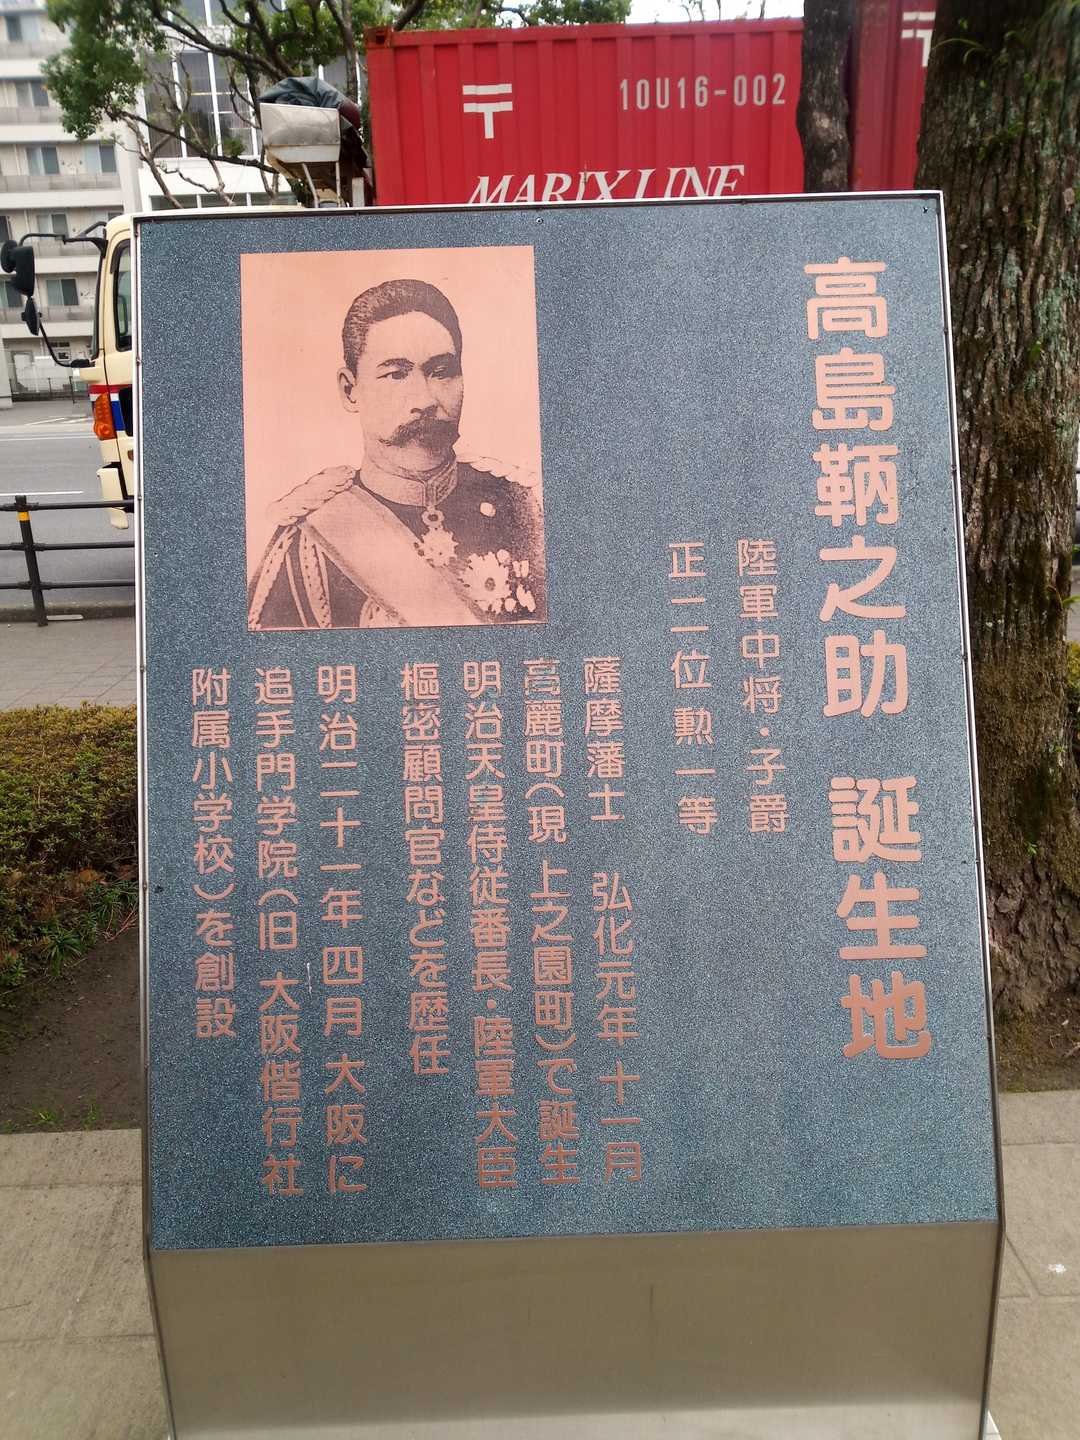 高島鞆之助 誕生地
陸軍中将・子爵
正二位 勲一等
薩摩藩士 弘化元年十一月
高麗町(現 上之園町)で誕生
明治天皇侍従番長・陸軍大臣
枢密顧問官などを歴任
明治二十一年四月大阪に
追手門学院(旧 大阪偕行社
附属小学校)を創設
〒
10U16-002
MARIX LINE
〒